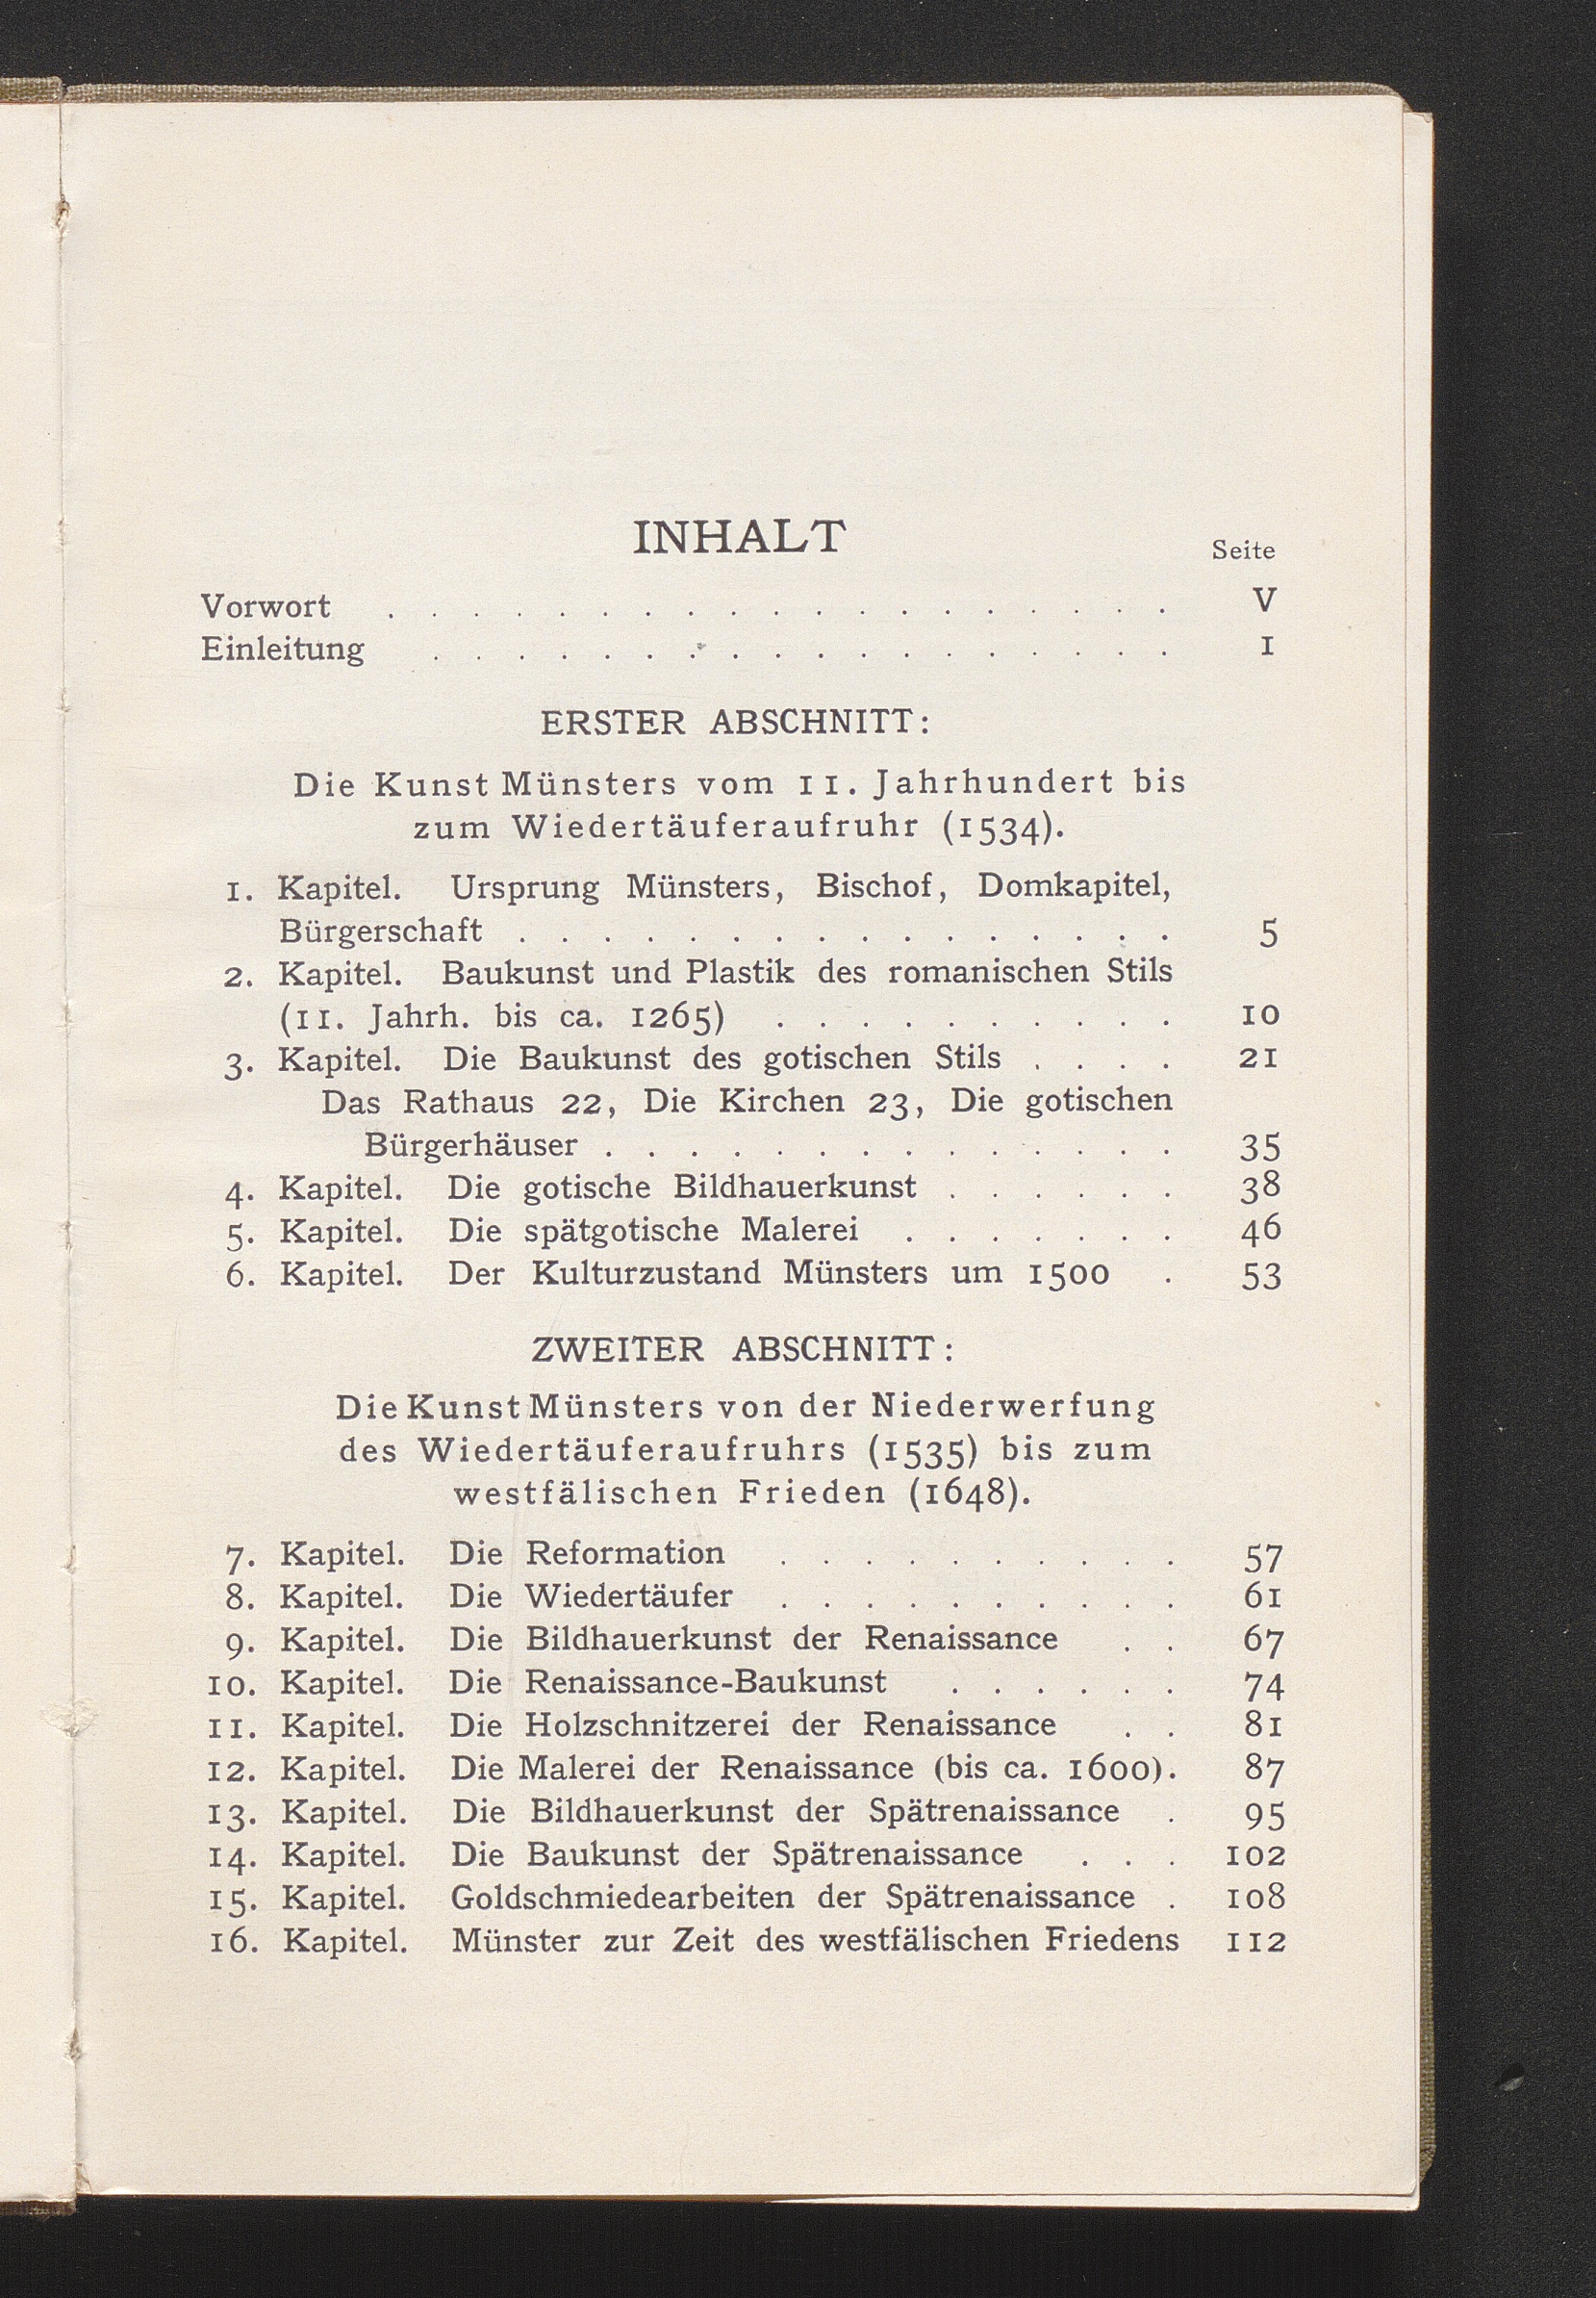 INHALT
Seite
Vorwort . . . . . . . . . . . . . . . . . . . V
Einleitung . . . . . . . . . . . . . . . . . . 1
ERSTER ABSCHNITT:
Die Kunst Münsters vom 11. Jahrhundert bis
zum Wiedertäuferaufruhr (1534).
1. Kapitel. Ursprung Münsters, Bischof, Domkapitel,
Bürgerschaft . . . . . . . . . . . . . . . . 5
2. Kapitel. Baukunst und Plastik des romanischen Stils
(11. Jahrh. bis ca. 1265) . . . . . . . . . . 10
3. Kapitel. Die Baukunst des gotischen Stils . . . . 21
Das Rathaus 22, Die Kirchen 23, Die gotischen
Bürgerhäuser . . . . . . . . . . . . . . 35
4. Kapitel. Die gotische Bildhauerkunst . . . . . . 38
5. Kapitel. Die spätgotische Malerei . . . . . . . 46
6. Kapitel. Der Kulturzustand Münsters um 1500 . 53
ZWEITER ABSCHNITT:
Die Kunst Münsters von der Niederwerfung
des Wiedertäuferaufruhrs (1535) bis zum
westfälischen Frieden (1648).
7. Kapitel. Die Reformation . . . . . . . . . . 57
8. Kapitel. Die Wiedertäufer . . . . . . . . . . 61
9. Kapitel. Die Bildhauerkunst der Renaissance . . 67
10. Kapitel. Die Renaissance-Baukunst . . . . . . 74
11. Kapitel. Die Holzschnitzerei der Renaissance . . 81
12. Kapitel. Die Malerei der Renaissance (bis ca. 1600). 87
13. Kapitel. Die Bildhauerkunst der Spätrenaissance . 95
14. Kapitel. Die Baukunst der Spätrenaissance . . . 102
15. Kapitel. Goldschmiedearbeiten der Spätrenaissance . 108
16. Kapitel. Münster zur Zeit des westfälischen Friedens 112